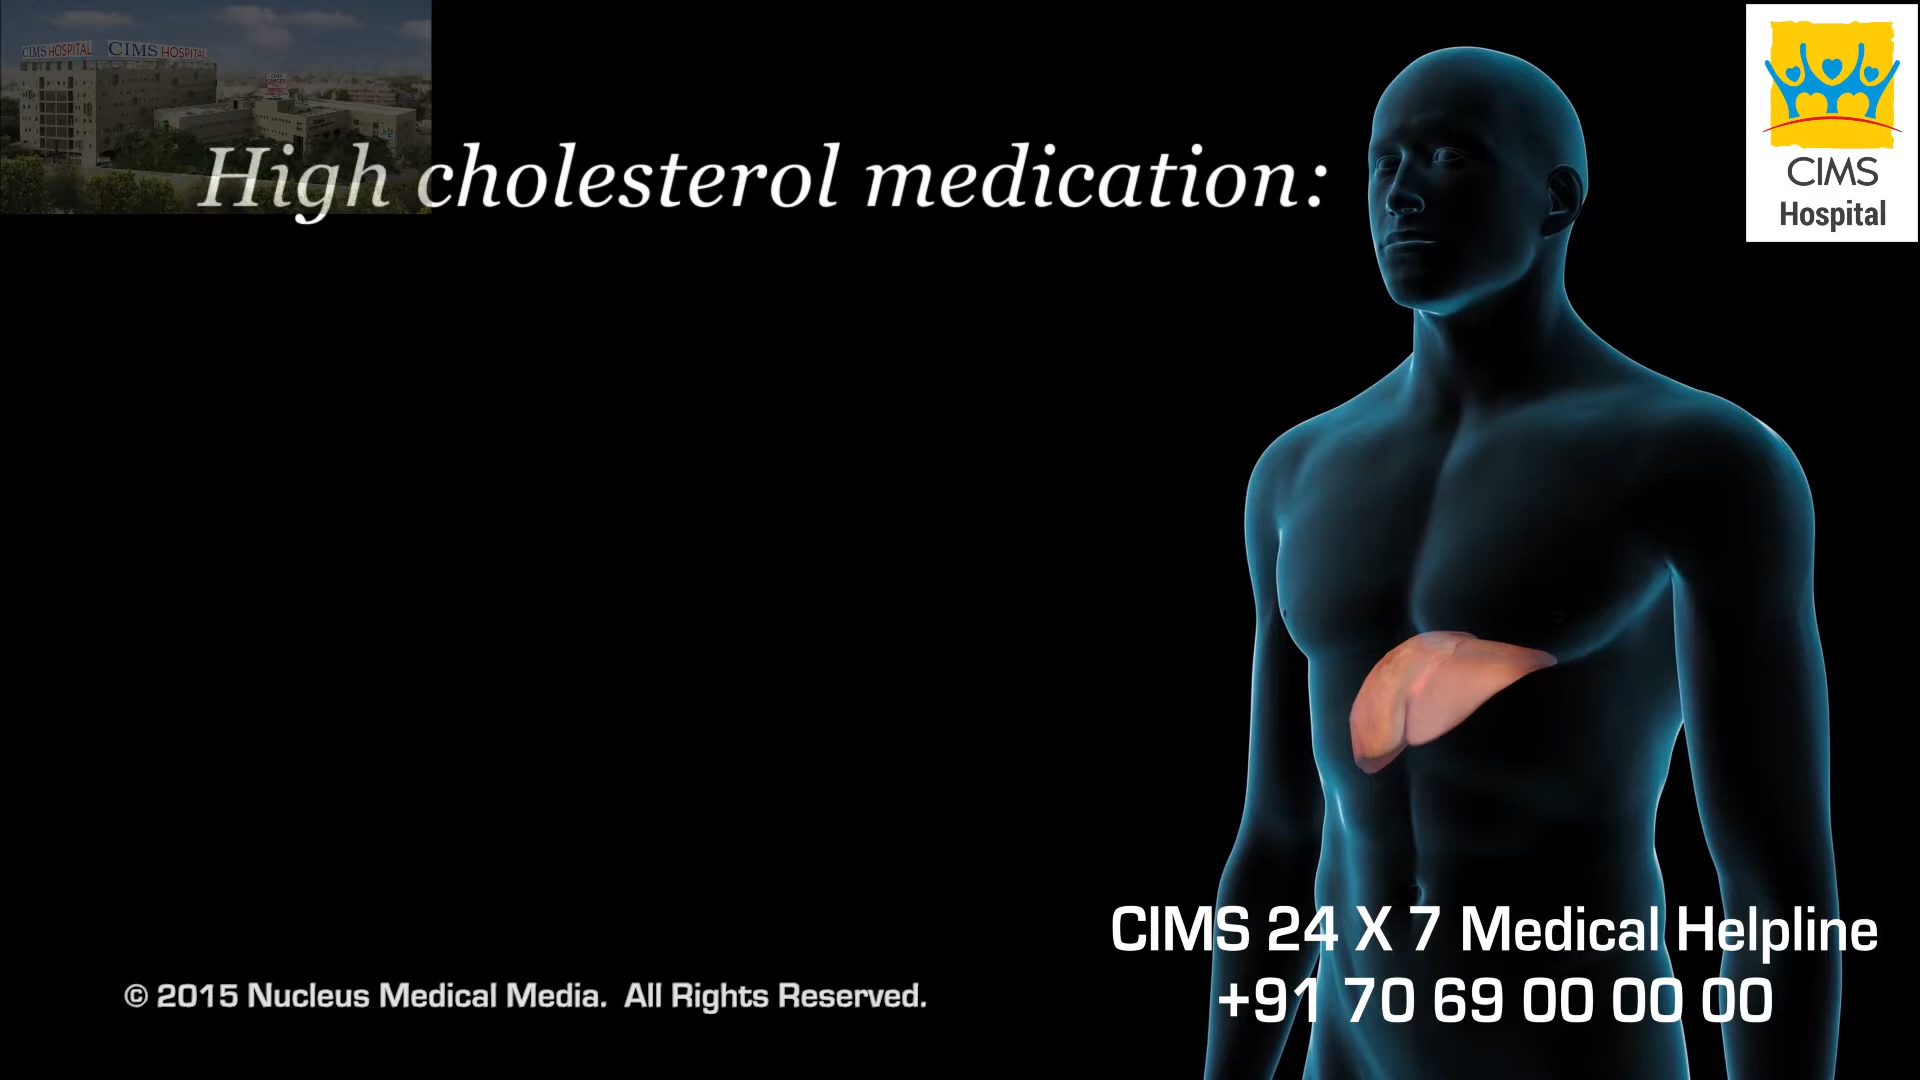 CIMS HOSPITAL CIMS HOSPITAL
High cholesterol medication:
CIMS
Hospital
CIMS 24 X 7 Medical Helpline
+91 70 69 00 00 00
© 2015 Nucleus Medical Media. All Rights Reserved.